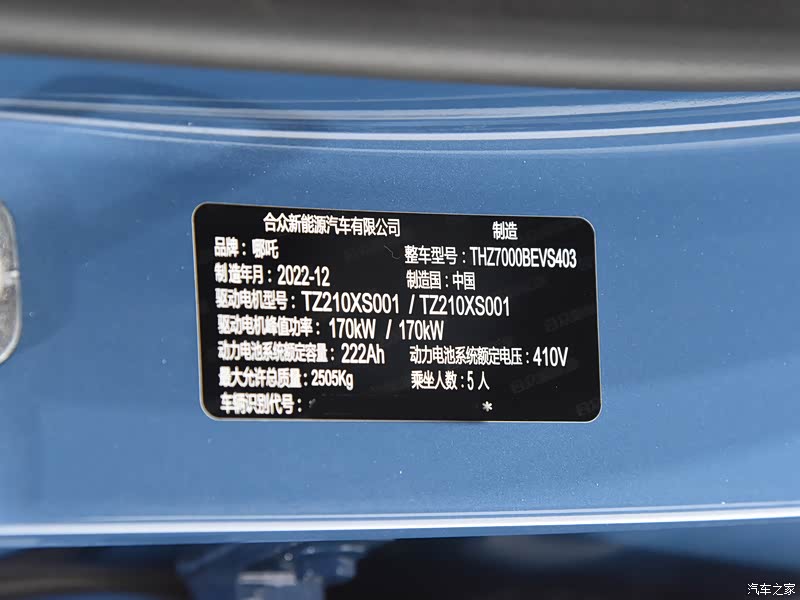 合众新能源汽车有限公司 制造
品牌：哪吒 整车型号：THZ7000BEVS403
制造年月：2022-12 制造国：中国
驱动电机型号：TZ210XS001 / TZ210XS001
驱动电机峰值功率：170kW / 170kW
动力电池系统额定容量：222Ah 动力电池系统额定电压：410V
最大允许总质量：2505Kg 乘坐人数：5 人
车辆识别代号：* *
汽车之家